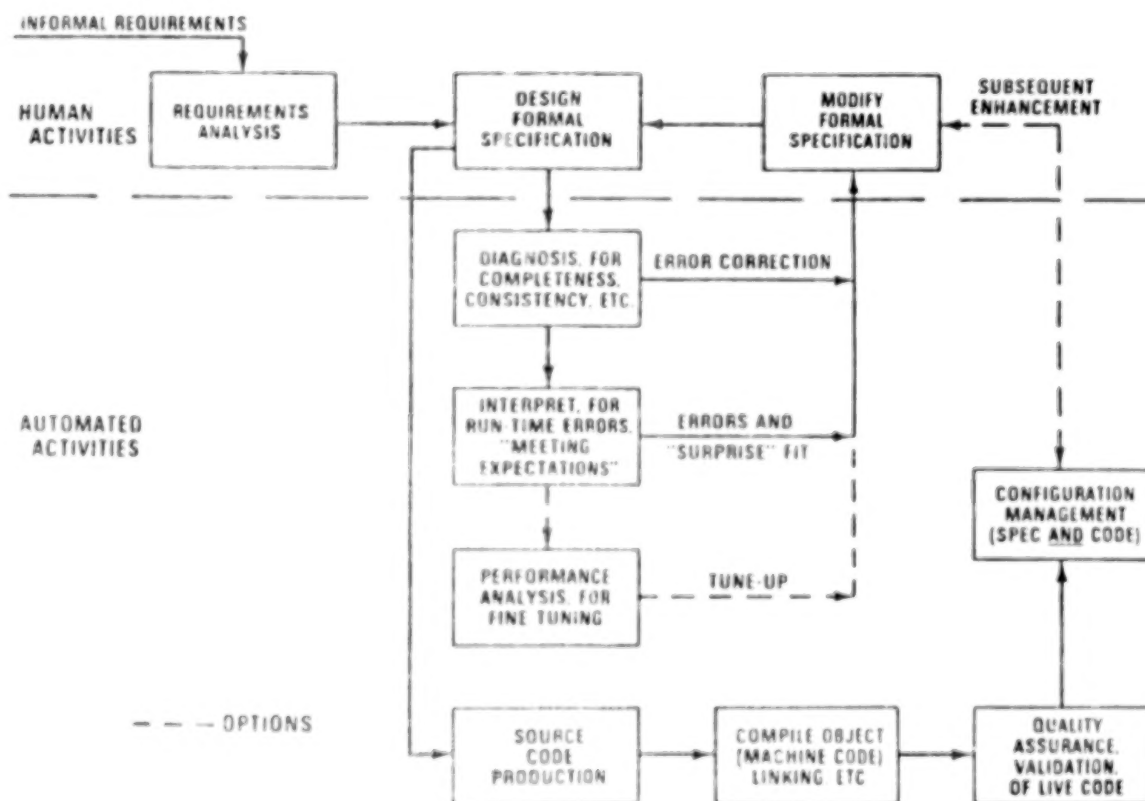 INFORMAL REQUIREMENTS
HUMAN
ACTIVITIES
REQUIREMENTS
ANALYSIS
DESIGN
FORMAL
SPECIFICATION
MODIFY
FORMAL
SPECIFICATION
SUBSEQUENT
ENHANCEMENT
AUTOMATED
ACTIVITIES
DIAGNOSIS, FOR
COMPLETENESS,
CONSISTENCY, ETC.
ERROR CORRECTION
INTERPRET, FOR
RUN-TIME ERRORS,
"MEETING
EXPECTATIONS"
ERRORS AND
"SURPRISE" FIT
PERFORMANCE
ANALYSIS, FOR
FINE TUNING
TUNE-UP
CONFIGURATION
MANAGEMENT
(SPEC AND CODE)
OPTIONS
SOURCE
CODE
PRODUCTION
COMPILE OBJECT
(MACHINE CODE)
LINKING ETC
QUALITY
ASSURANCE,
VALIDATION,
OF LIVE CODE